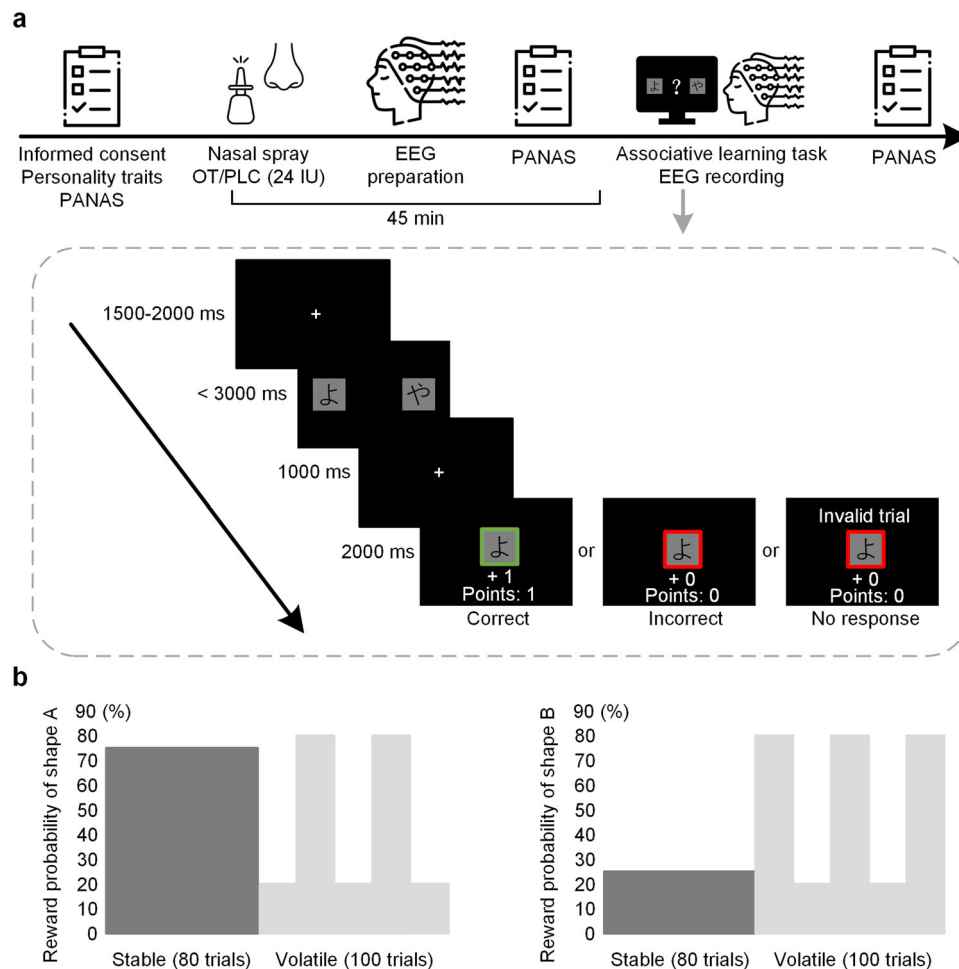 a
よ ? や
Informed consent
Personality traits
PANAS
Nasal spray
OT/PLC (24 IU)
EEG
preparation
PANAS
Associative learning task
EEG recording
PANAS
45 min
1500-2000 ms
+
< 3000 ms
よ や
1000 ms
+
2000 ms
よ
+ 1
Points: 1
Correct
or
よ
+ 0
Points: 0
Incorrect
or
Invalid trial
よ
+ 0
Points: 0
No response
b
Reward probability of shape A
90 (%)
80
70
60
50
40
30
20
10
0
Stable (80 trials) Volatile (100 trials)
Reward probability of shape B
90 (%)
80
70
60
50
40
30
20
10
0
Stable (80 trials) Volatile (100 trials)